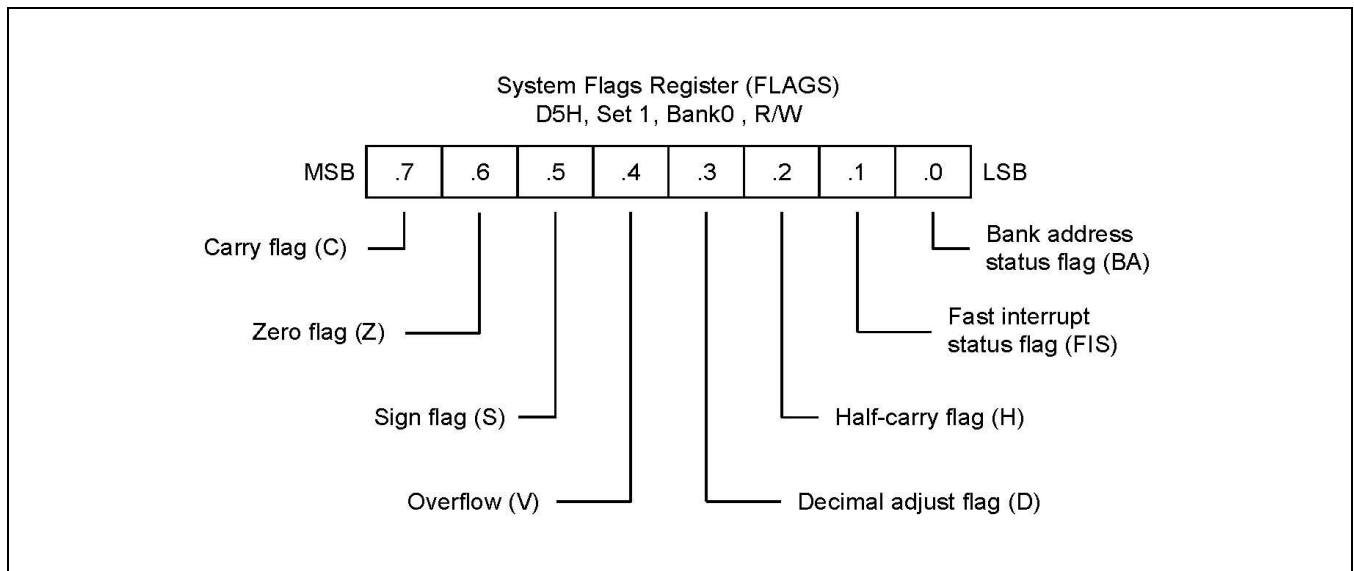 System Flags Register (FLAGS)
D5H, Set 1, Bank0 , R/W
MSB .7 .6 .5 .4 .3 .2 .1 .0 LSB
Carry flag (C)
Bank address
status flag (BA)
Zero flag (Z)
Fast interrupt
status flag (FIS)
Sign flag (S)
Half-carry flag (H)
Overflow (V)
Decimal adjust flag (D)